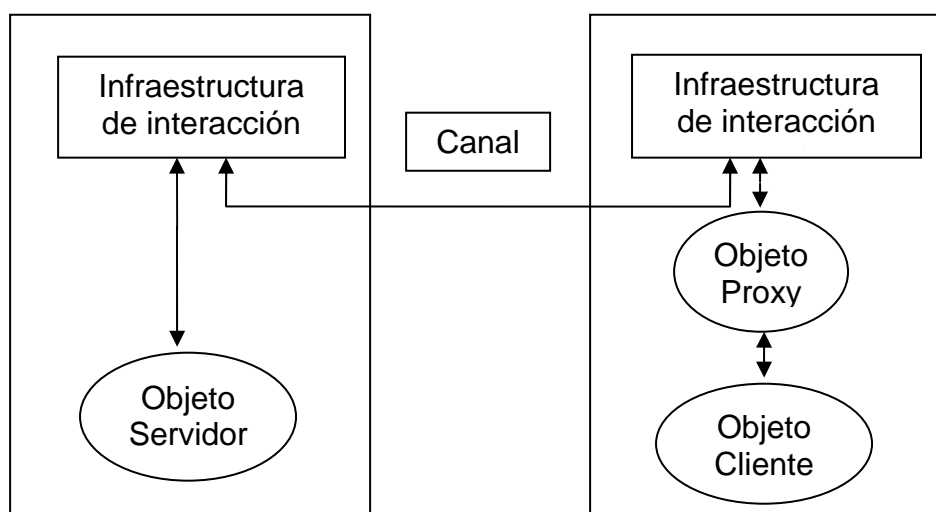 Infraestructura
de interacción
Canal
Infraestructura
de interacción
Objeto
Proxy
Objeto
Servidor
Objeto
Cliente